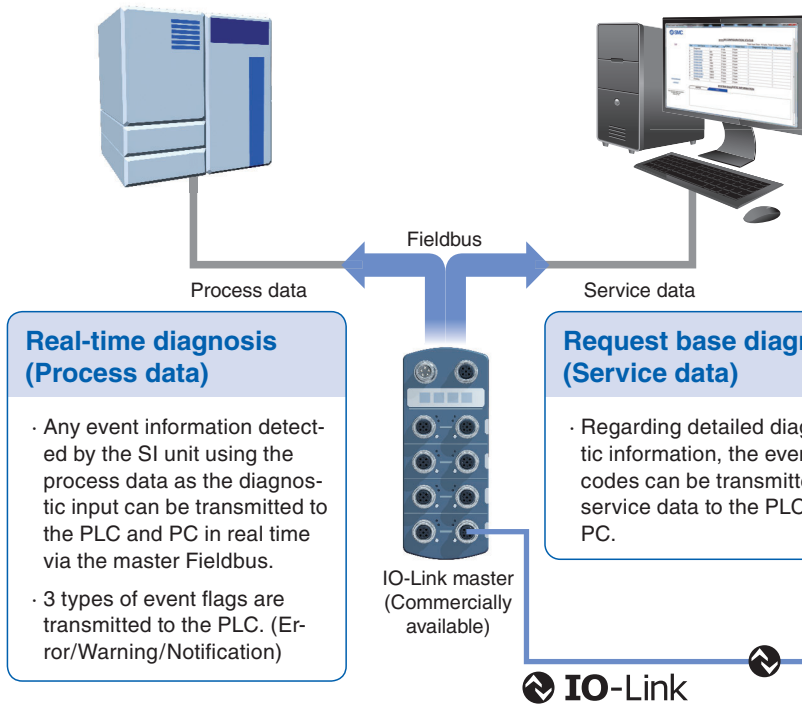 SMC
Fieldbus
Process data
Service data
Real-time diagnosis
(Process data)
· Any event information detect-
ed by the SI unit using the
process data as the diagnos-
tic input can be transmitted to
the PLC and PC in real time
via the master Fieldbus.
· 3 types of event flags are
transmitted to the PLC. (Er-
ror/Warning/Notification)
IO-Link master
(Commercially
available)
Request base diagn
(Service data)
· Regarding detailed diag
tic information, the even
codes can be transmitte
service data to the PLC
PC.
IO-Link